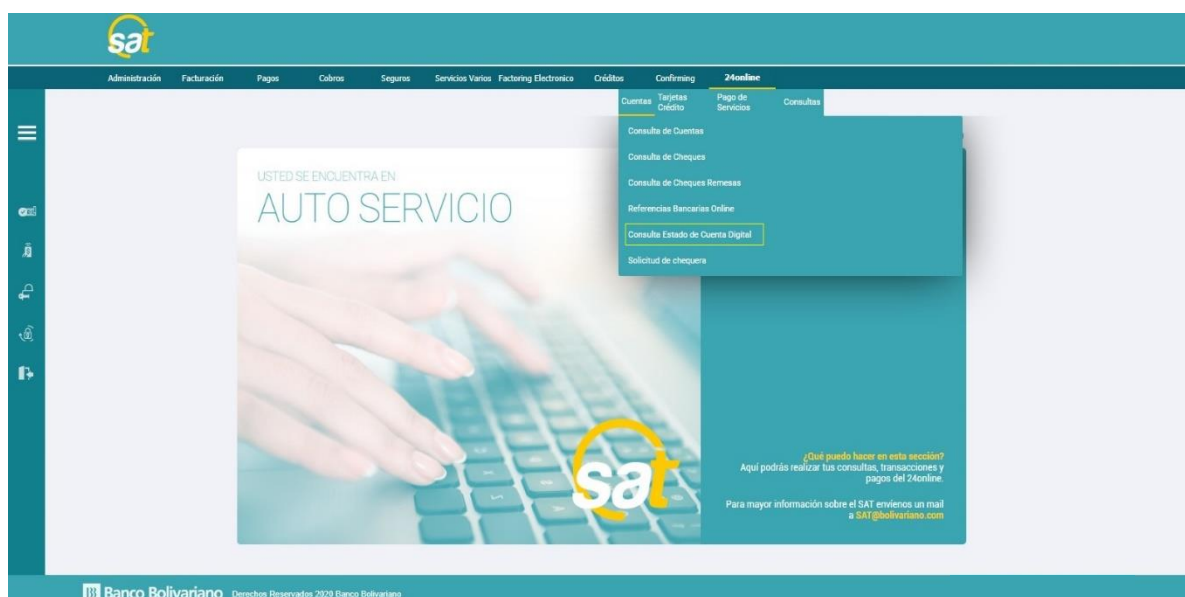 sat
Administración Facturación Pagos Cobros Seguros Servicios Varios Factoring Electronico Créditos Confirming 24online
Cuentas Tarjetas Crédito Pago de Servicios Consultas
Consulta de Cuentas
Consulta de Cheques
Consulta de Cheques Remesas
Referencias Bancarias Online
Consulta Estado de Cuenta Digital
Solicitud de chequera
USTED SE ENCUENTRA EN
AUTO SERVICIO
sat
¿Qué puedo hacer en esta sección?
Aquí podrás realizar tus consultas, transacciones y
pagos del 24online.
Para mayor información sobre el SAT envíenos un mail
a SAT@bolivariano.com
Banco Bolivariano Derechos Reservados 2020 Banco Bolivariano